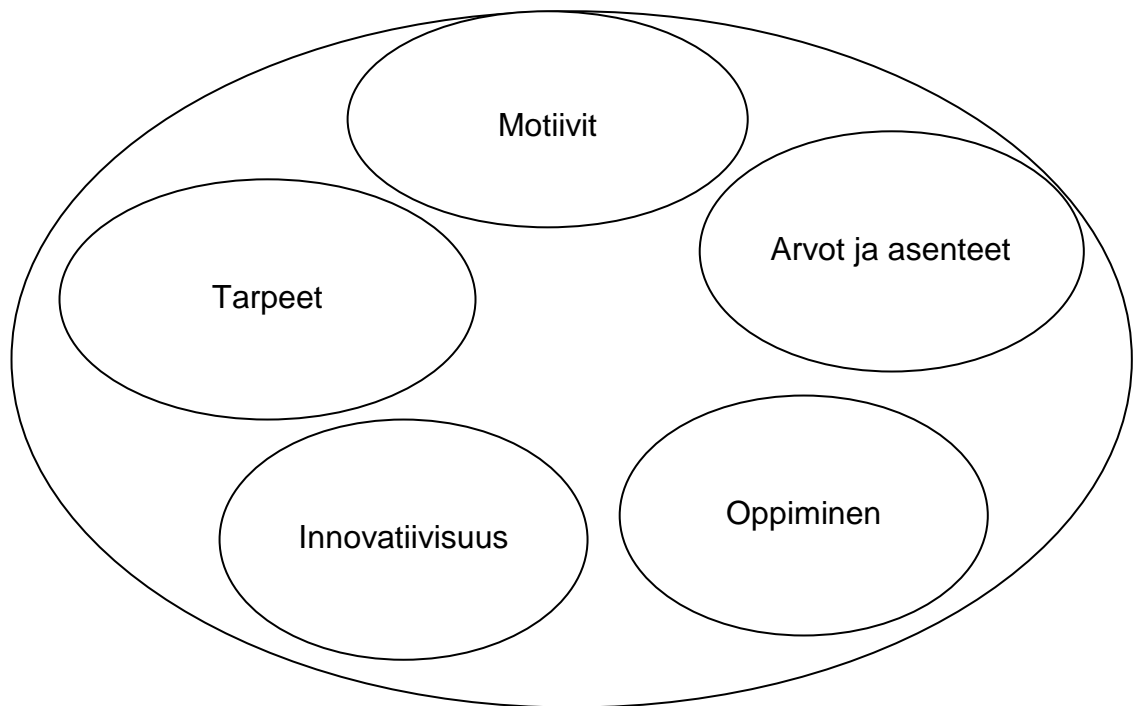 Motiivit
Arvot ja asenteet
Tarpeet
Oppiminen
Innovatiivisuus